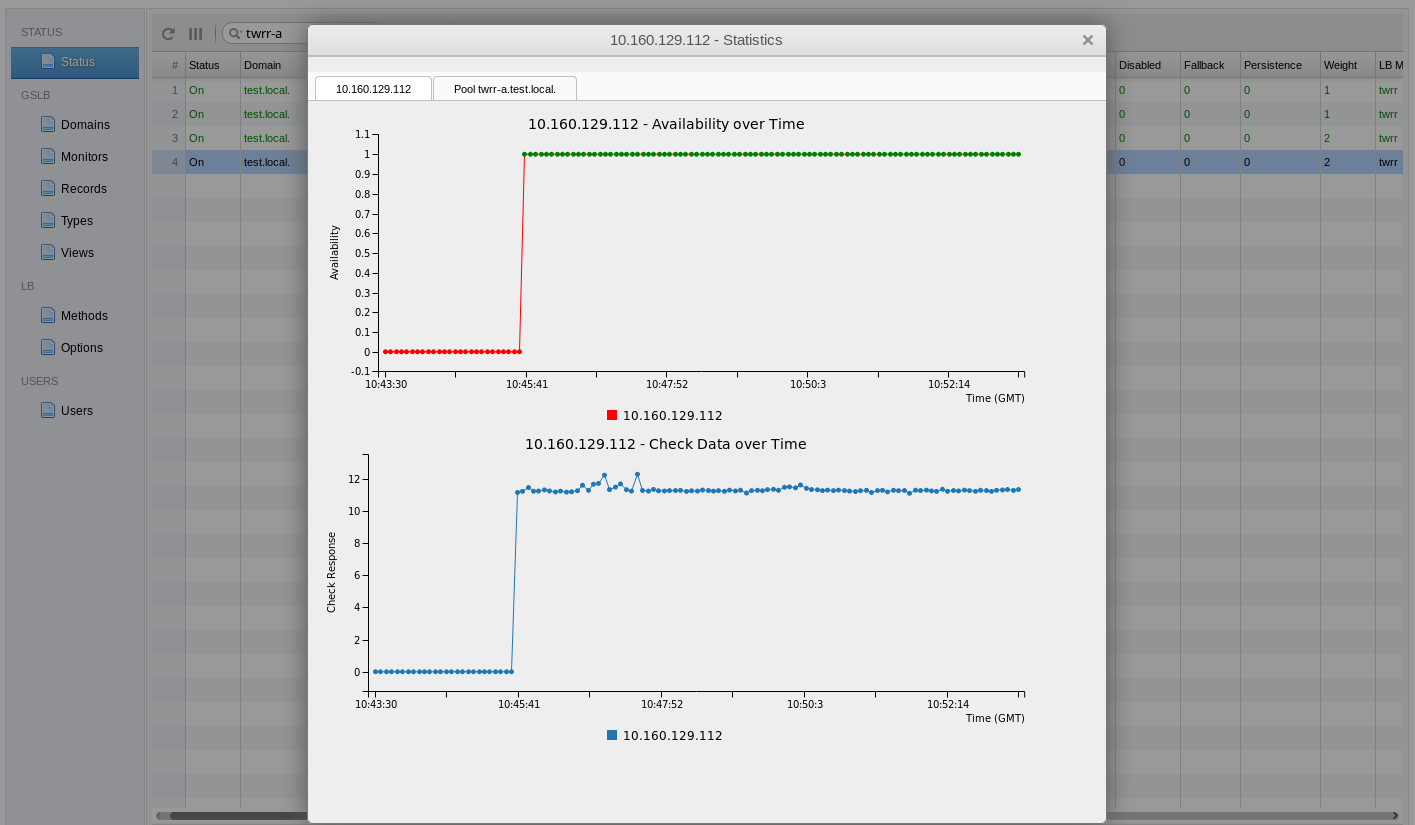 STATUS
Status
GSLB
Domains
Monitors
Records
Types
Views
LB
Methods
Options
USERS
Users
twrr-a
# Status Domain Disabled Fallback Persistence Weight LB M
1 On test.local. 0 0 0 1 twrr
2 On test.local. 0 0 0 1 twrr
3 On test.local. 0 0 0 2 twrr
4 On test.local. 0 0 0 2 twrr
10.160.129.112 - Statistics
10.160.129.112 Pool twrr-a.test.local.
10.160.129.112 - Availability over Time
1.1
1
0.9
0.8
0.7
0.6
0.5
0.4
0.3
0.2
0.1
0
-0.1
Availability
10:43:30 10:45:41 10:47:52 10:50:3 10:52:14
Time (GMT)
10.160.129.112
10.160.129.112 - Check Data over Time
12
10
8
6
4
2
0
Check Response
10:43:30 10:45:41 10:47:52 10:50:3 10:52:14
Time (GMT)
10.160.129.112